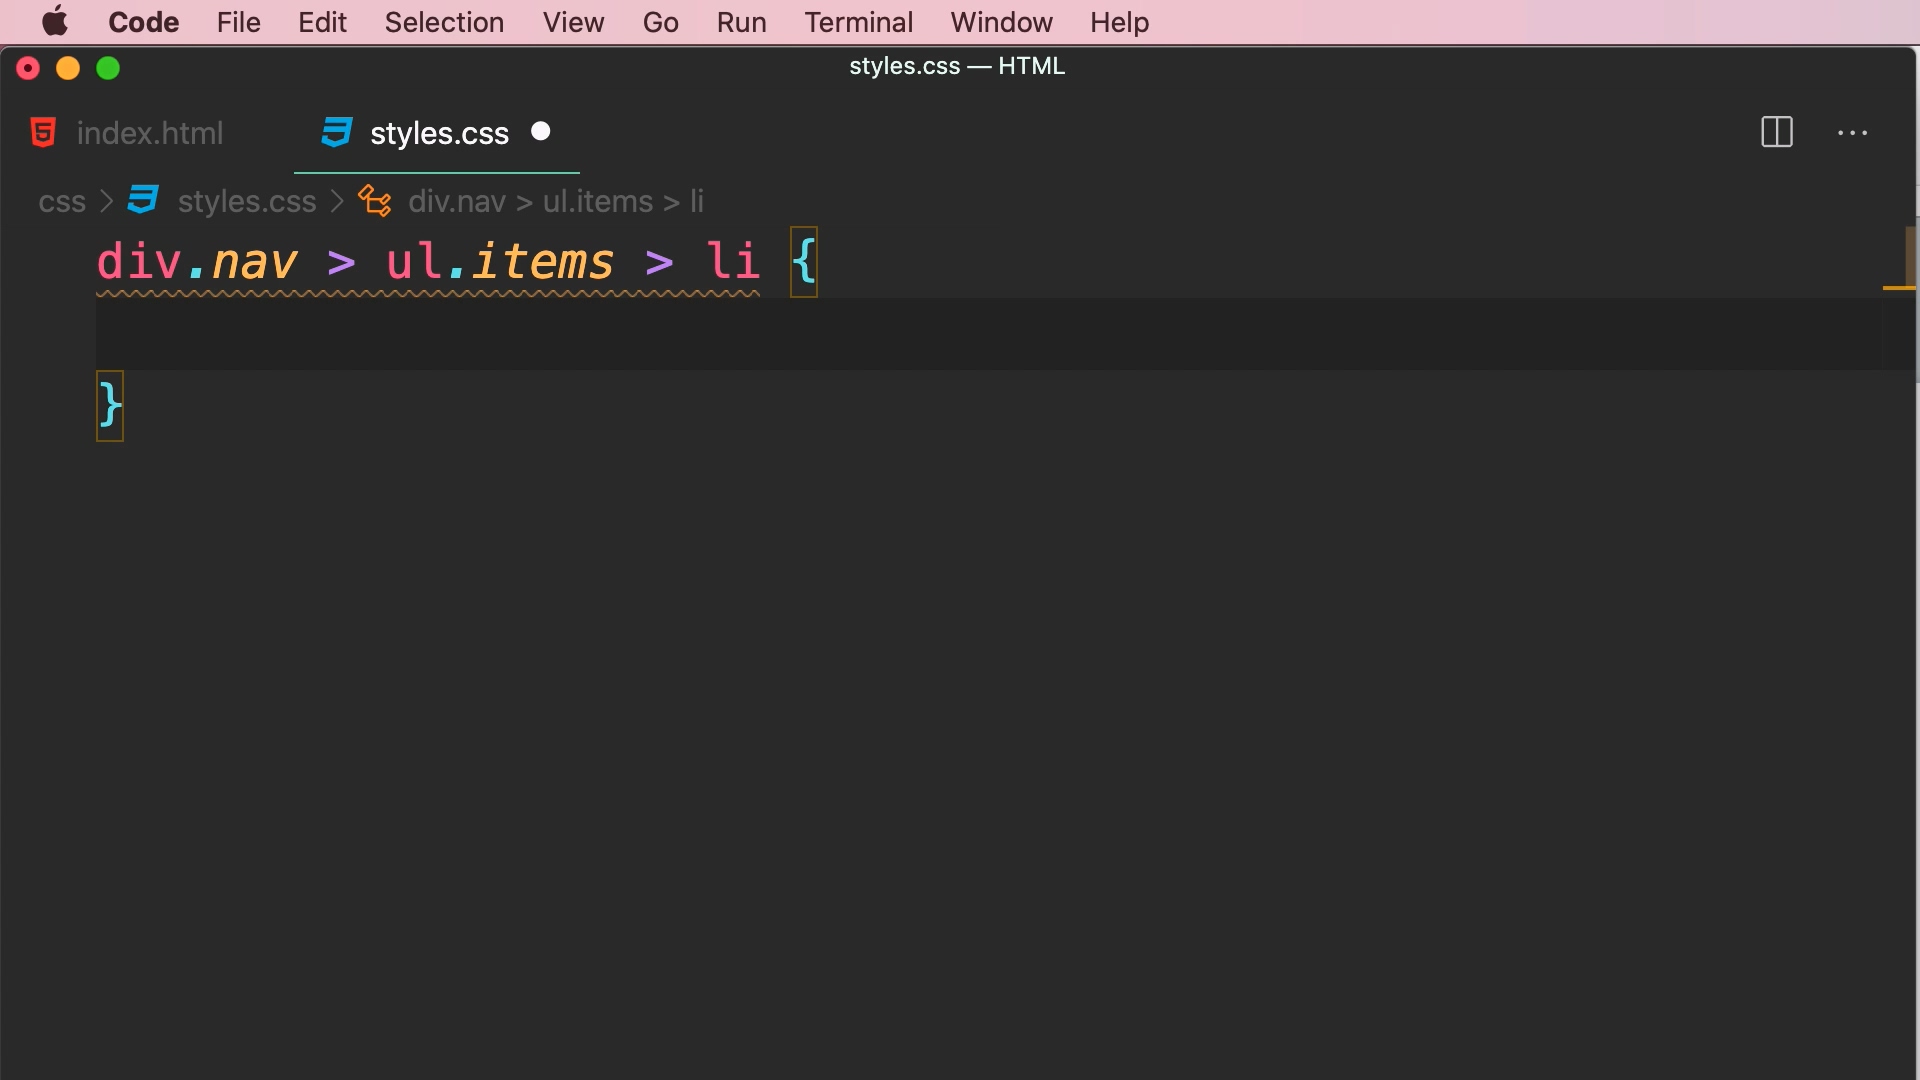 Code File Edit Selection View Go Run Terminal Window Help
styles.css — HTML
index.html styles.css
css > styles.css > div.nav > ul.items > li
div.nav > ul.items > li {
}